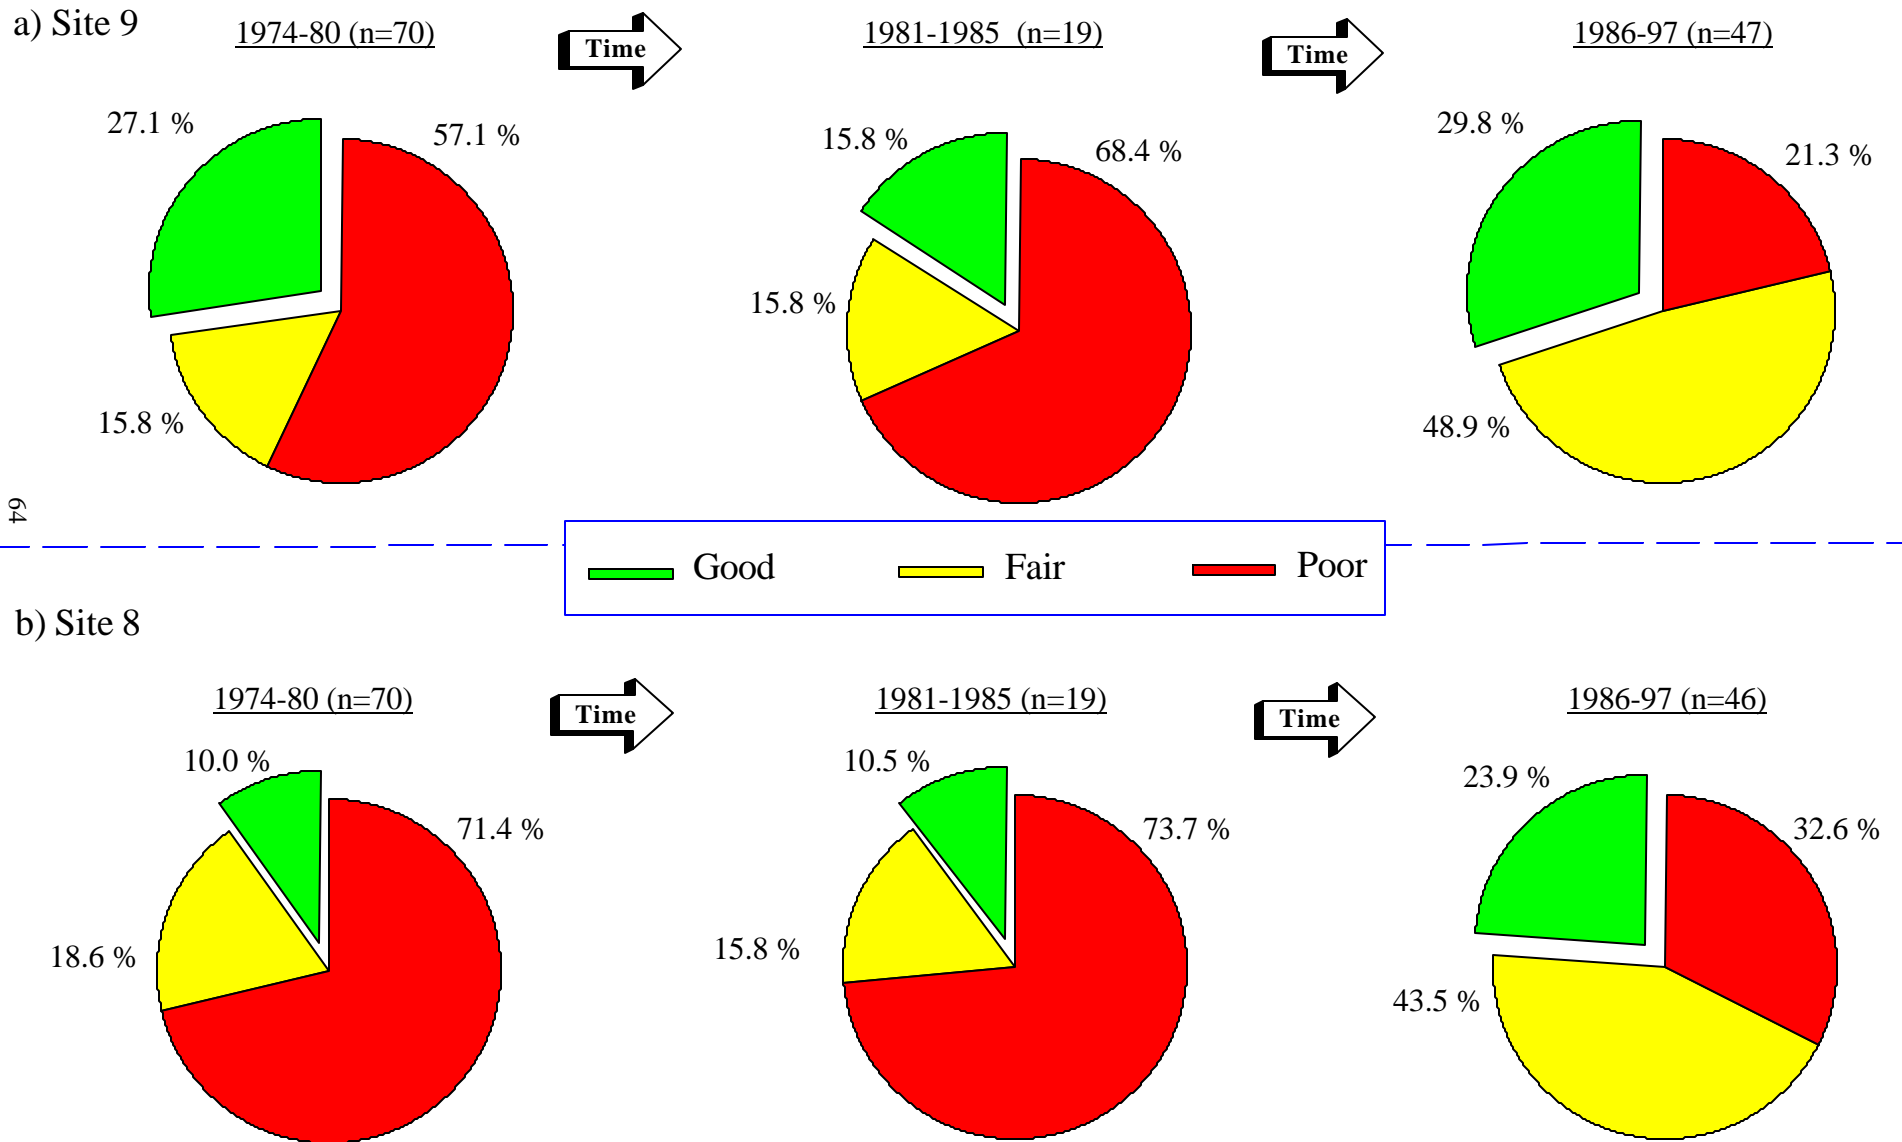 a) Site 9
1974-80 (n=70)
Time
1981-1985 (n=19)
Time
1986-97 (n=47)
27.1 %
57.1 %
15.8 %
15.8 %
68.4 %
15.8 %
29.8 %
21.3 %
48.9 %
64
Good
Fair
Poor
b) Site 8
1974-80 (n=70)
Time
1981-1985 (n=19)
Time
1986-97 (n=46)
10.0 %
71.4 %
18.6 %
10.5 %
73.7 %
15.8 %
23.9 %
32.6 %
43.5 %